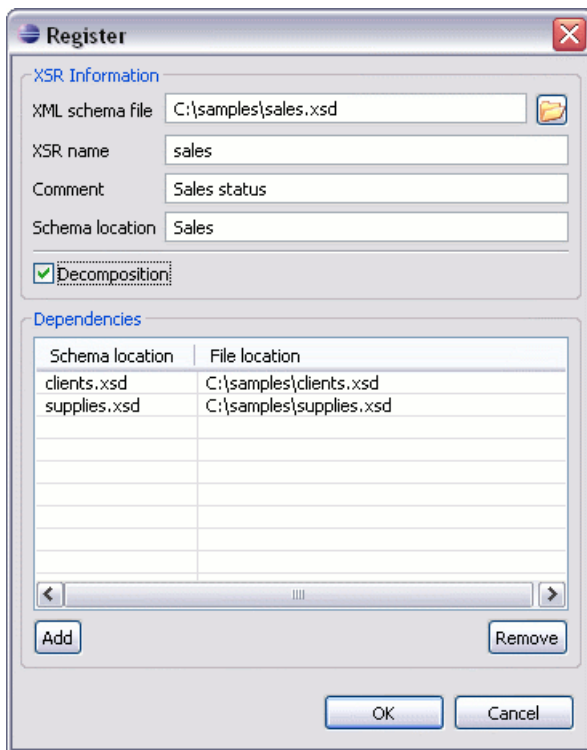 Register
XSR Information
XML schema file C:\samples\sales.xsd
XSR name sales
Comment Sales status
Schema location Sales
Decomposition
Dependencies
Schema location File location
clients.xsd C:\samples\clients.xsd
supplies.xsd C:\samples\supplies.xsd
Add Remove
OK Cancel